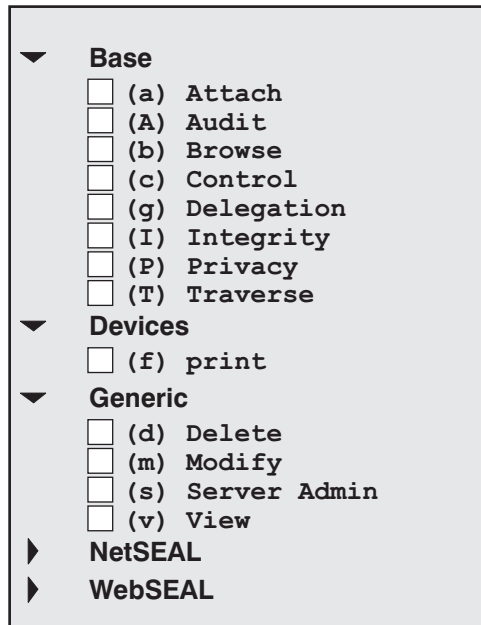 Base
(a) Attach
(A) Audit
(b) Browse
(c) Control
(g) Delegation
(I) Integrity
(P) Privacy
(T) Traverse
Devices
(f) print
Generic
(d) Delete
(m) Modify
(s) Server Admin
(v) View
NetSEAL
WebSEAL